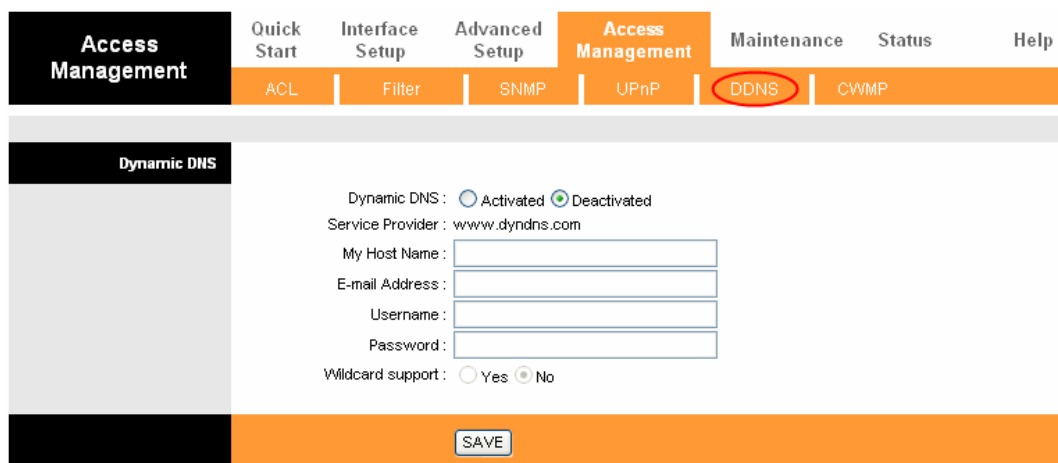 Access Management
Quick Start
Interface Setup
Advanced Setup
Access Management
Maintenance
Status
Help
ACL
Filter
SNMP
UPnP
DDNS
CWMP
Dynamic DNS
Dynamic DNS : Activated Deactivated
Service Provider : www.dyndns.com
My Host Name :
E-mail Address :
Username :
Password :
Wildcard support : Yes No
SAVE